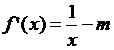 f'(x) = 1/x − m